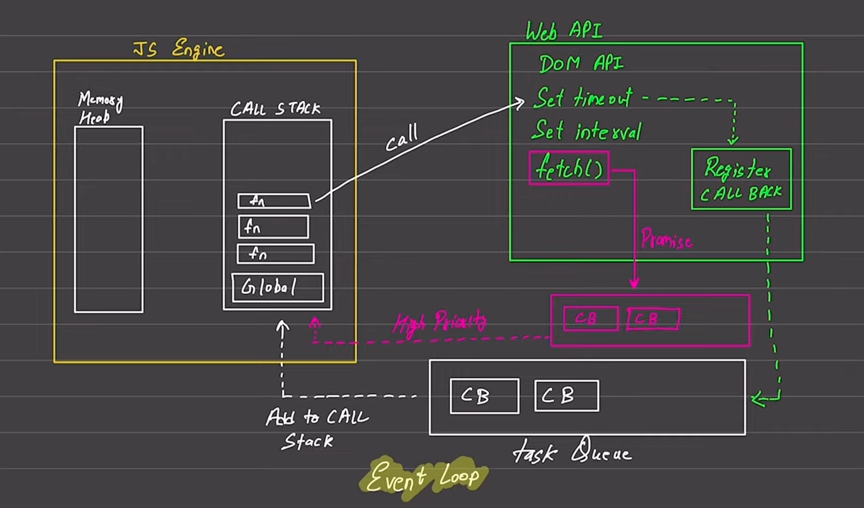 JS Engine
Memory
Heab
CALL STACK
fn
fn
fn
Global
call
Web API
DOM API
Set timeout
Set interval
fetch()
Register
CALL BACK
Promise
High Priority
CB CB
CB CB
Add to CALL
Stack
task Queue
Event Loop